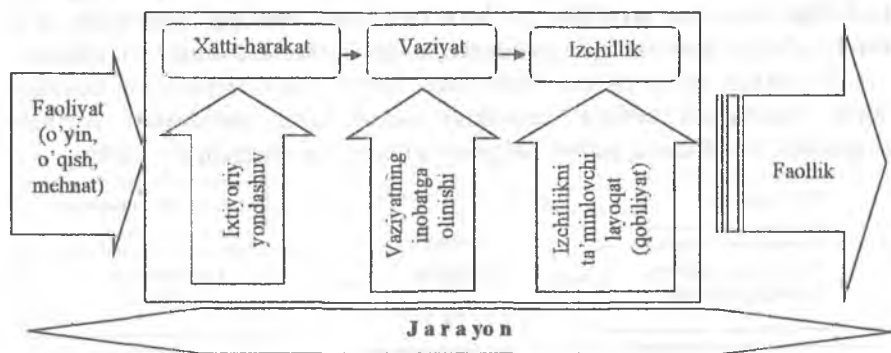 Xatti-harakat
Vaziyat
Izchillik
Faoliyat
(o'yin,
o'qish,
mehnat)
Ixtiyoriy
yondashuv
Vaziyatning
inobatga
olinishi
Izchillikni
ta'minlovchi
layoqat
(qobiliyat)
Faollik
Jarayon